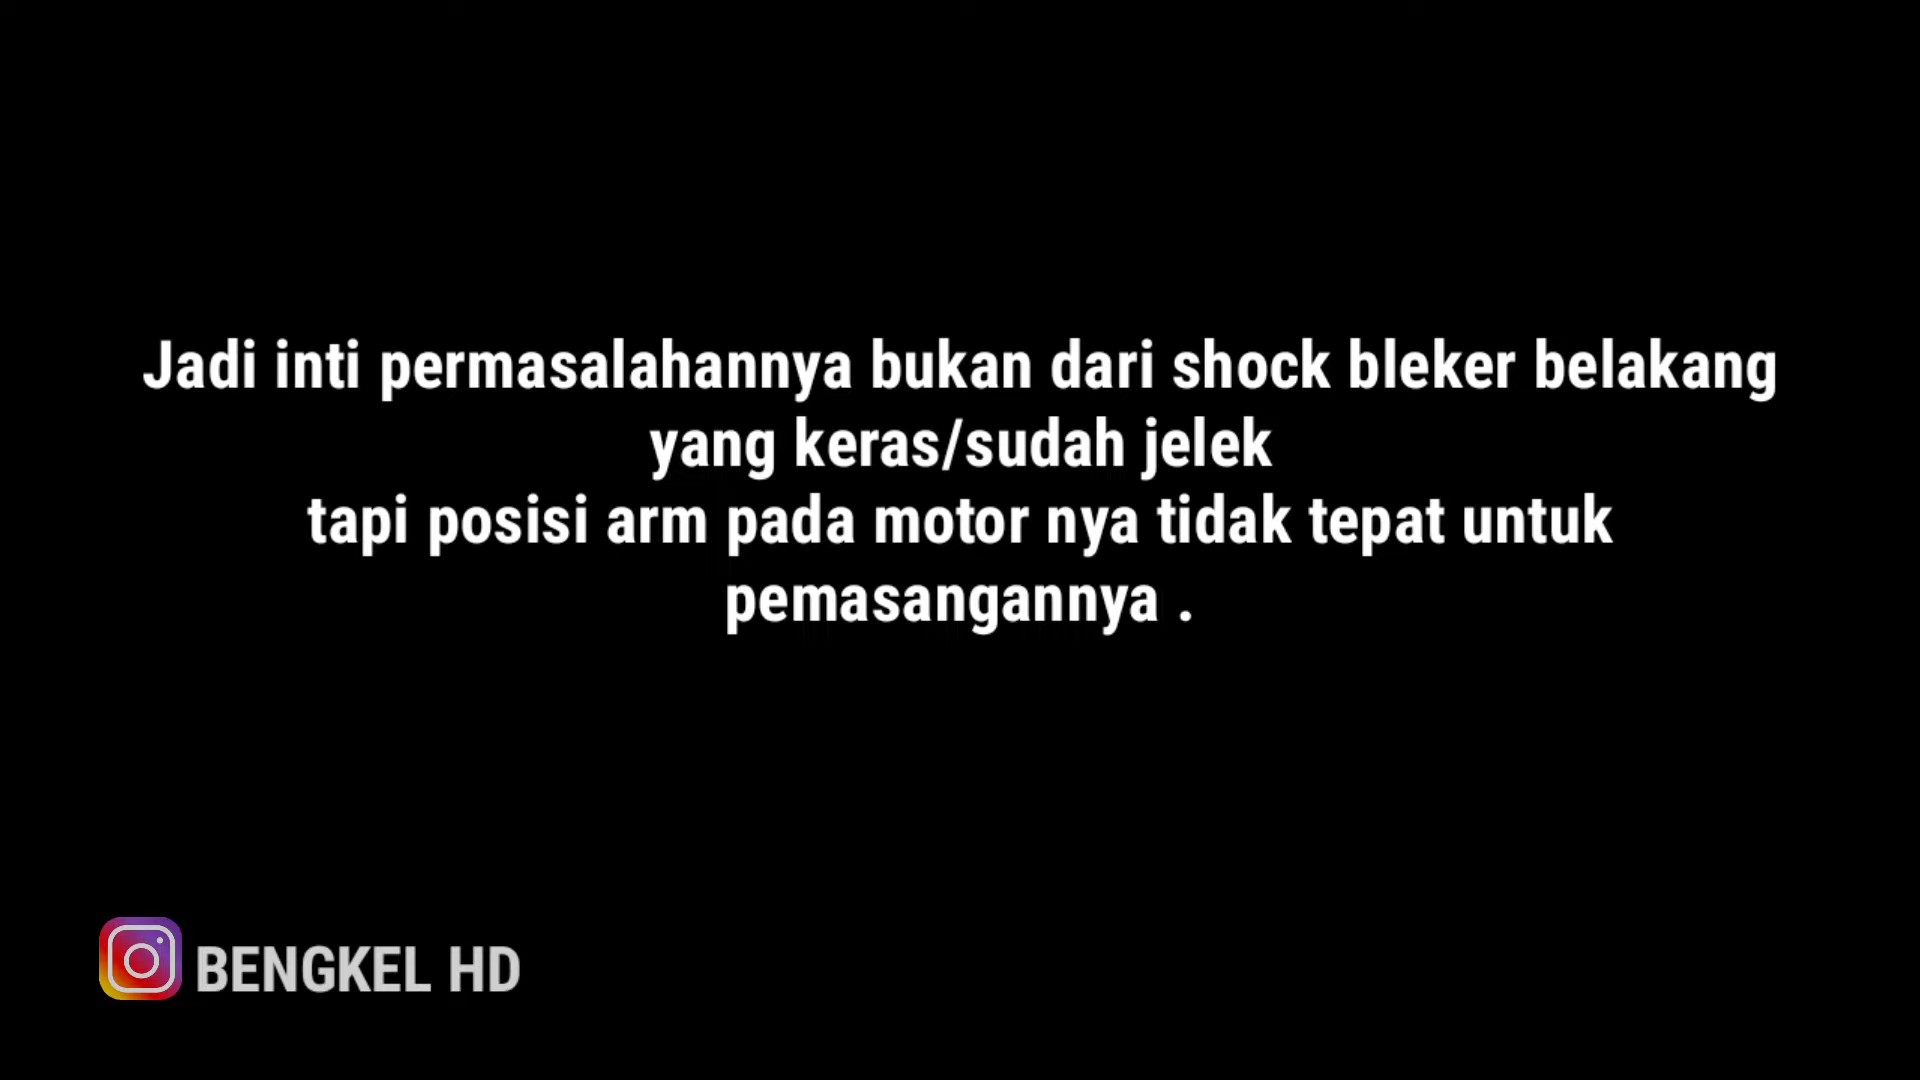 Jadi inti permasalahannya bukan dari shock bleker belakang
yang keras/sudah jelek
tapi posisi arm pada motor nya tidak tepat untuk
pemasangannya .
BENGKEL HD